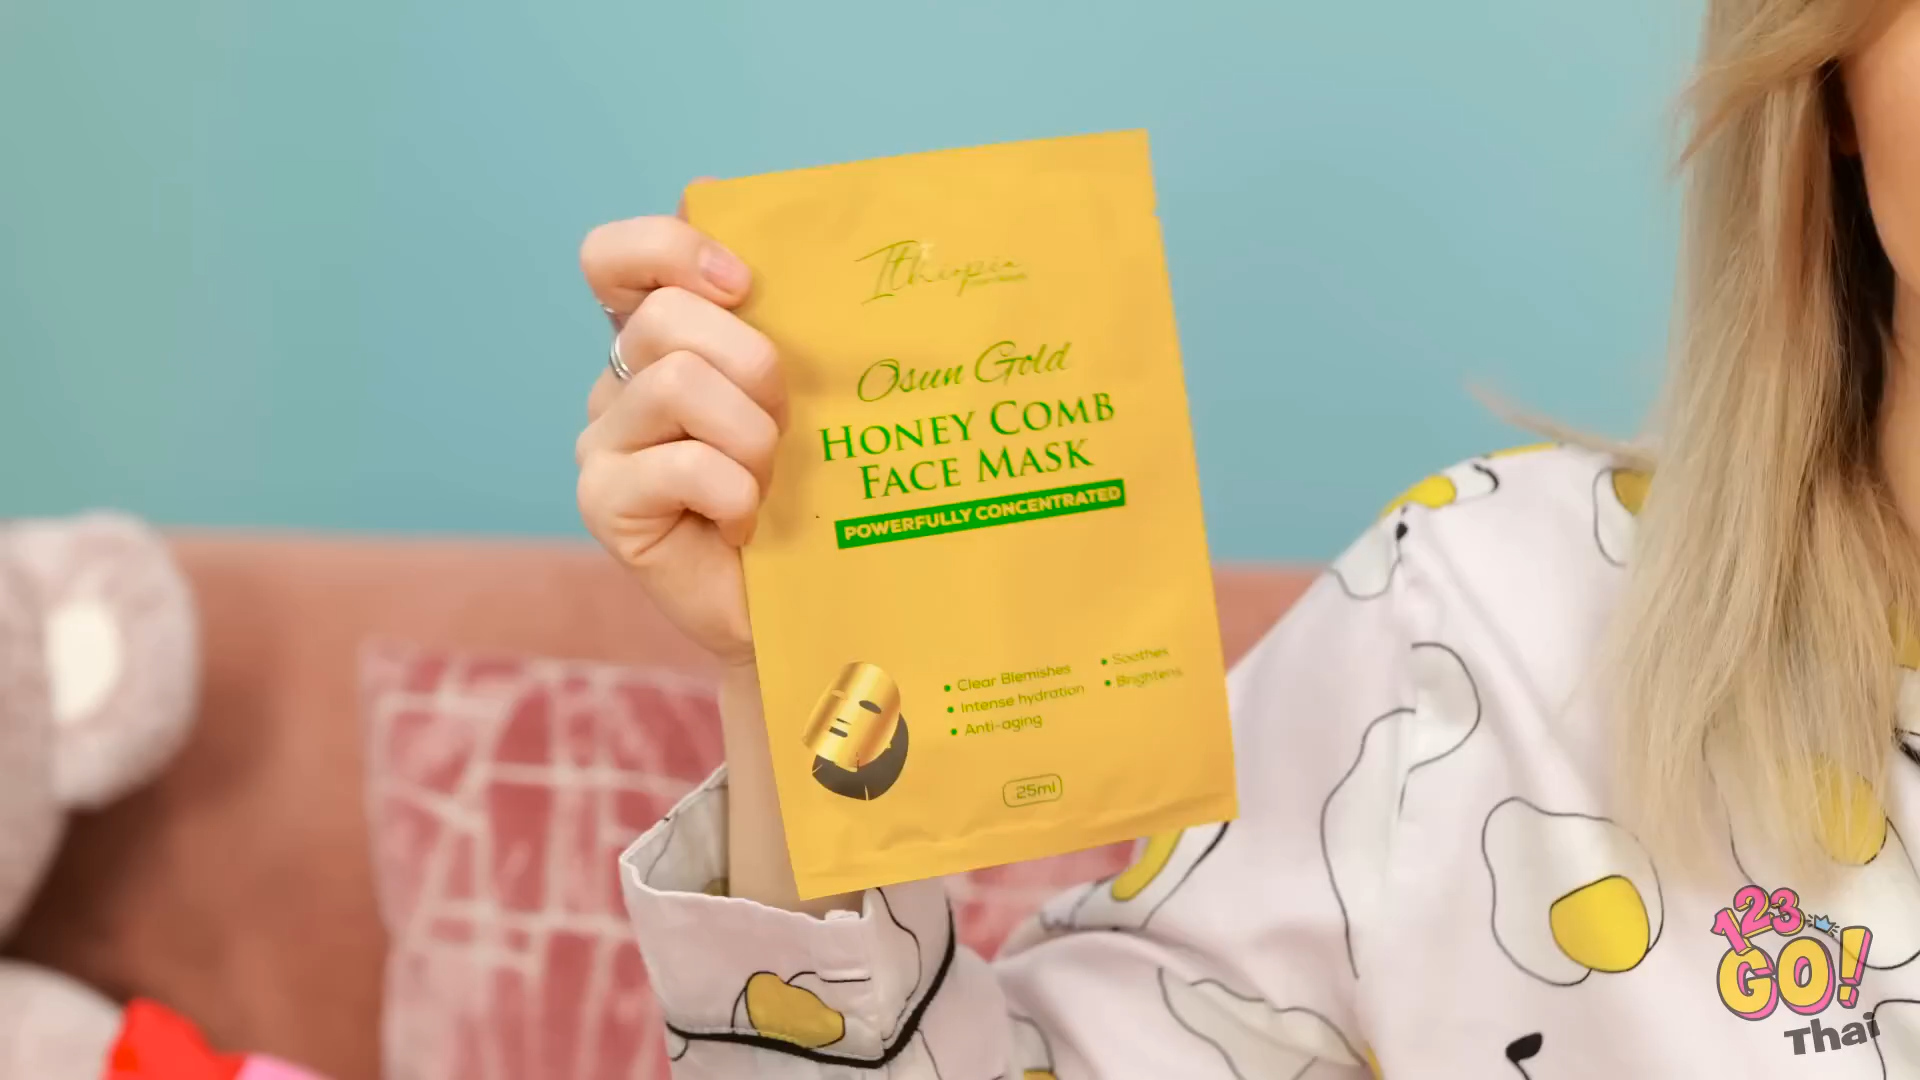 Ithiopia
Osun Gold
HONEY COMB
FACE MASK
POWERFULLY CONCENTRATED
• Clear Blemishes
• Intense hydration
• Anti-aging
• Soothes
• Brightens
25ml
123
GO!
Thai